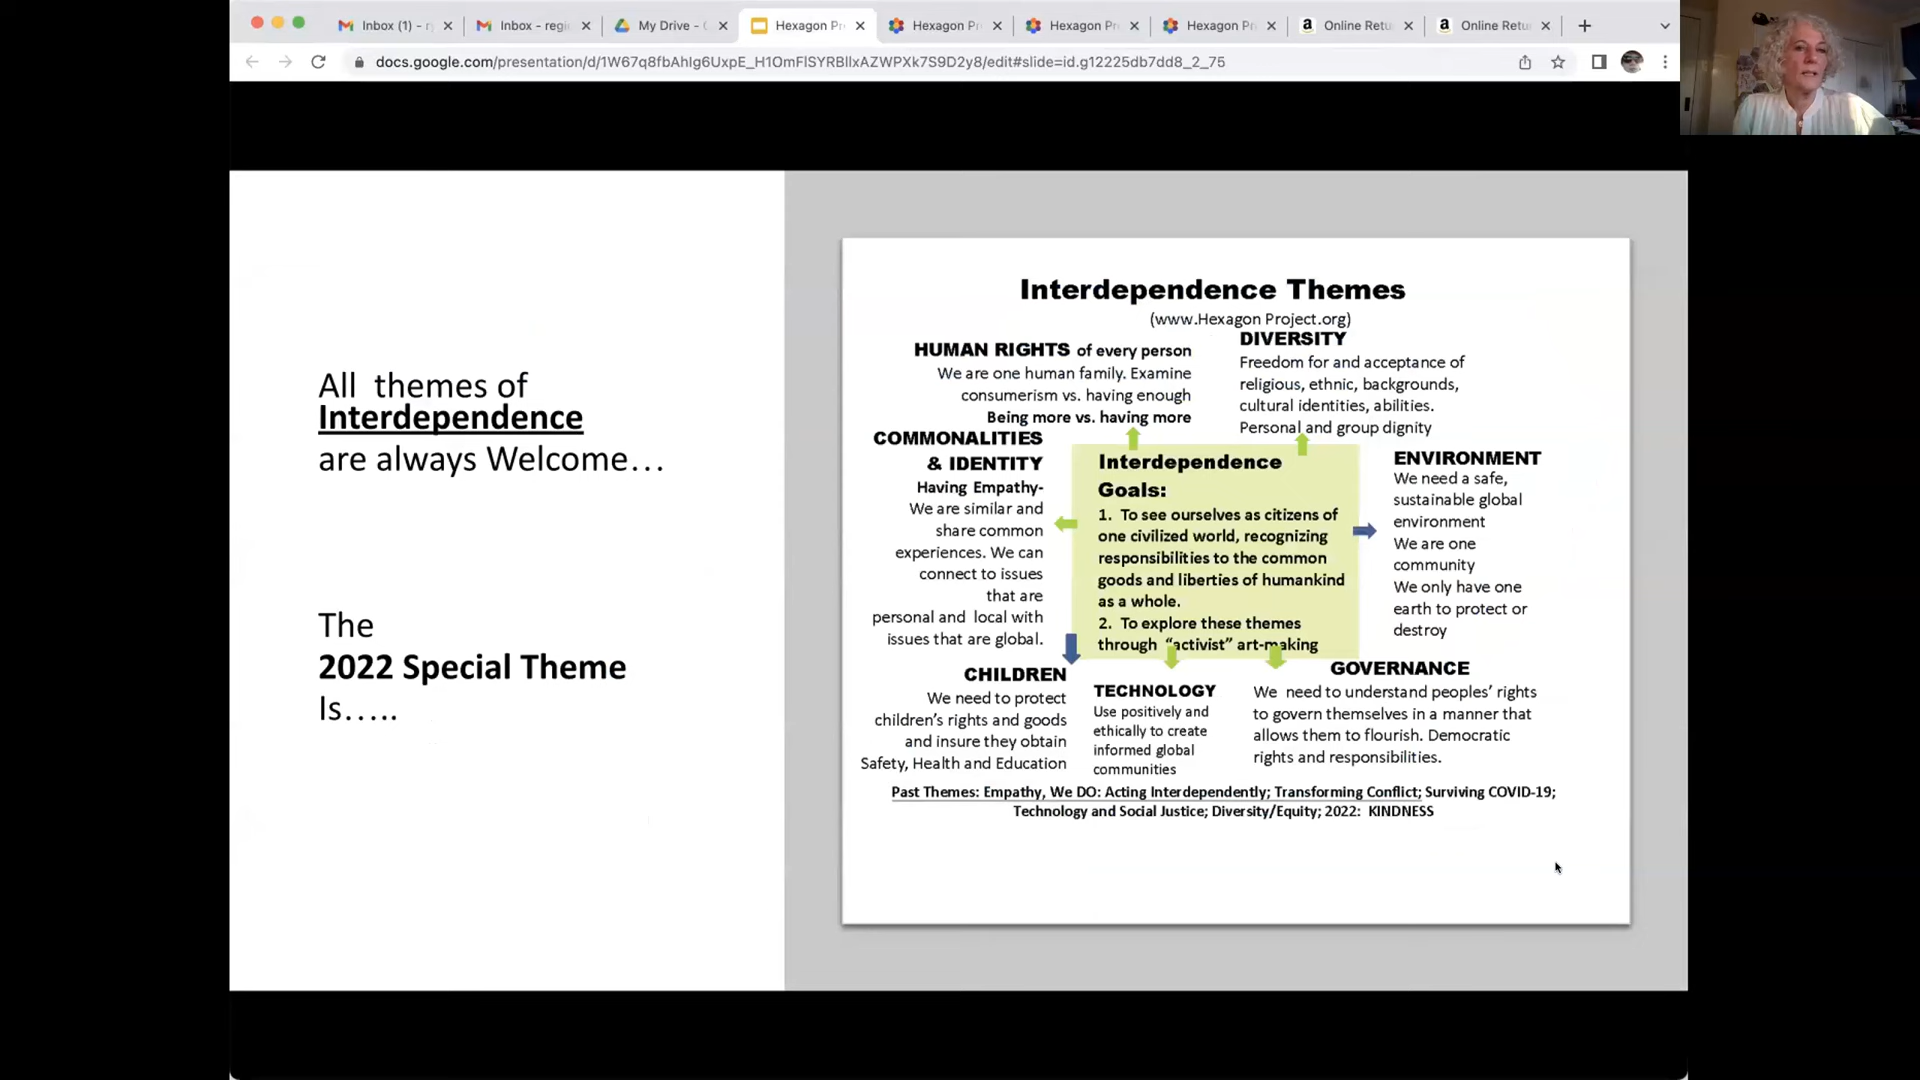 Inbox (1) - r
Inbox - regi
My Drive -
Hexagon Pr
Hexagon Pr
Hexagon Pr
Hexagon Pr
Online Retu
Online Retu
docs.google.com/presentation/d/1W67q8fbAhIg6UxpE_H1OmFlSYRBllxAZWPXk7S9D2y8/edit#slide=id.g12225db7dd8_2_75
All themes of
Interdependence
are always Welcome...
The
2022 Special Theme
Is.....
Interdependence Themes
(www.Hexagon Project.org)
HUMAN RIGHTS of every person
We are one human family. Examine
consumerism vs. having enough
Being more vs. having more
DIVERSITY
Freedom for and acceptance of
religious, ethnic, backgrounds,
cultural identities, abilities.
Personal and group dignity
COMMONALITIES
& IDENTITY
Having Empathy-
We are similar and
share common
experiences. We can
connect to issues
that are
personal and local with
issues that are global.
Interdependence
Goals:
1. To see ourselves as citizens of
one civilized world, recognizing
responsibilities to the common
goods and liberties of humankind
as a whole.
2. To explore these themes
through “activist” art-making
ENVIRONMENT
We need a safe,
sustainable global
environment
We are one
community
We only have one
earth to protect or
destroy
CHILDREN
We need to protect
children’s rights and goods
and insure they obtain
Safety, Health and Education
TECHNOLOGY
Use positively and
ethically to create
informed global
communities
GOVERNANCE
We need to understand peoples’ rights
to govern themselves in a manner that
allows them to flourish. Democratic
rights and responsibilities.
Past Themes: Empathy, We DO: Acting Interdependently; Transforming Conflict; Surviving COVID-19;
Technology and Social Justice; Diversity/Equity; 2022: KINDNESS